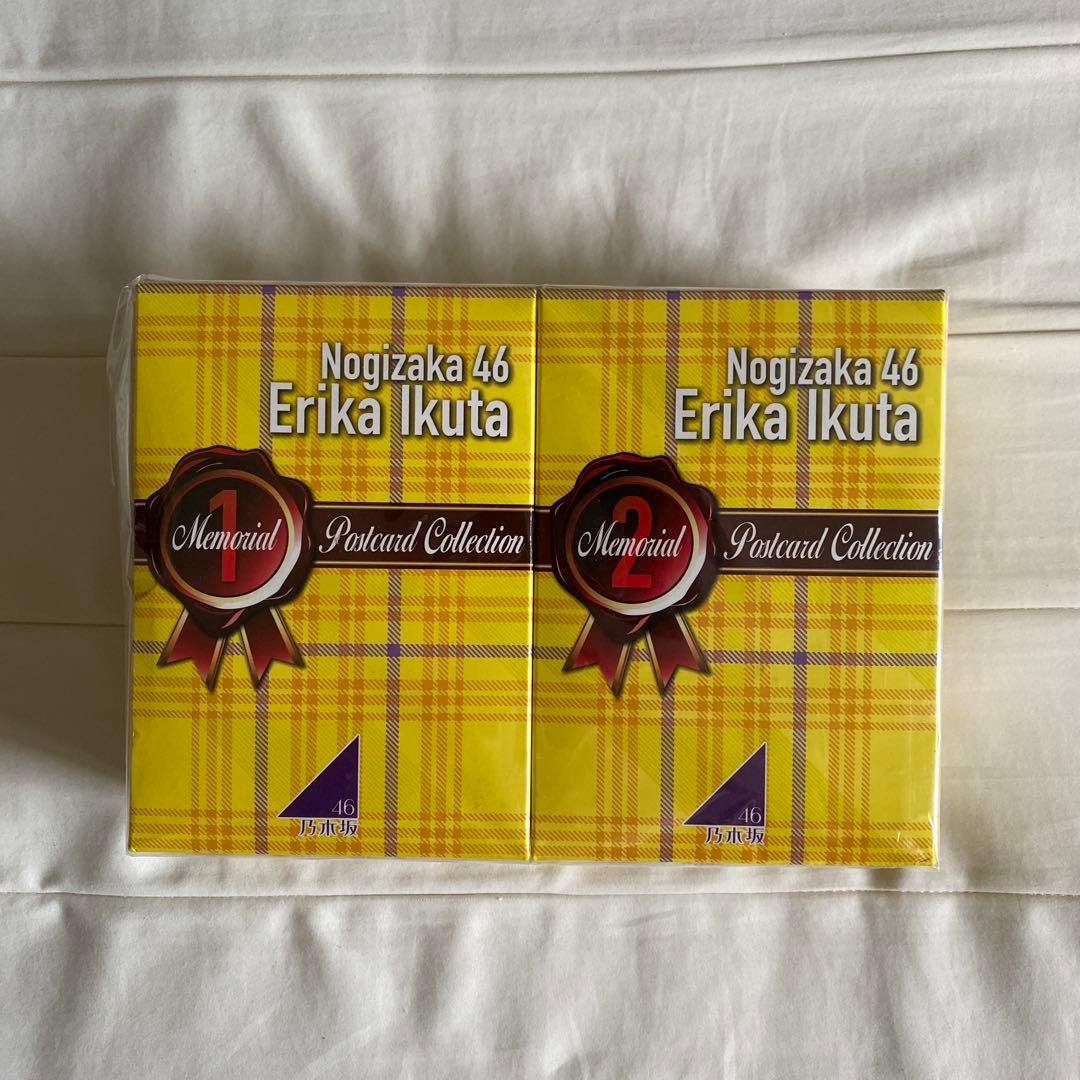 Nogizaka 46
Erika Ikuta
1
Memorial
Postcard Collection
46
乃木坂
Nogizaka 46
Erika Ikuta
2
Memorial
Postcard Collection
46
乃木坂